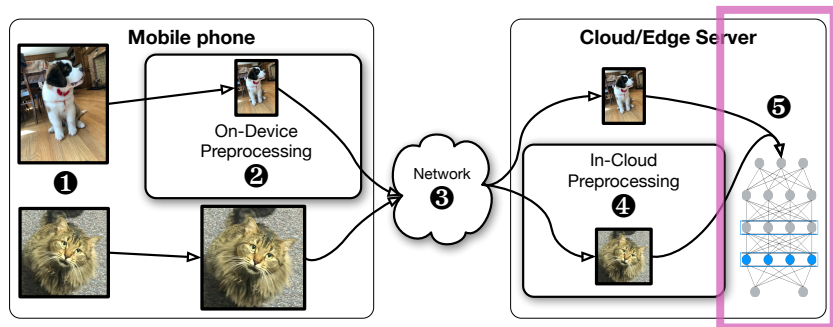 Mobile phone
Cloud/Edge Server
❺
On-Device
Preprocessing
❷
❶
Network
❸
In-Cloud
Preprocessing
❹